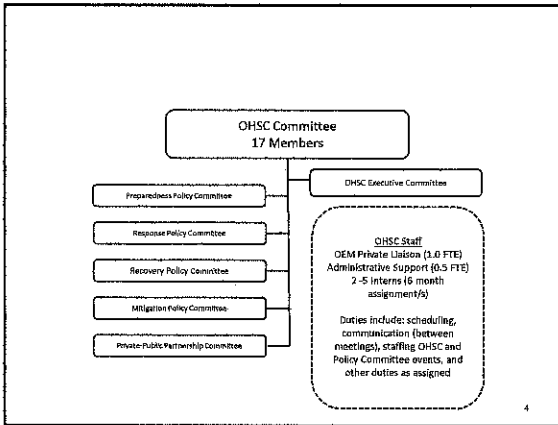 OHSC Committee
17 Members
OHSC Executive Committee
Preparedness Policy Committee
Response Policy Committee
Recovery Policy Committee
Mitigation Policy Committee
Private-Public Partnership Committee
OHSC Staff
OEM Private Liaison (1.0 FTE)
Administrative Support (0.5 FTE)
2 -5 Interns (6 month
assignment/s)
Duties include: scheduling,
communication (between
meetings), staffing OHSC and
Policy Committee events, and
other duties as assigned
4